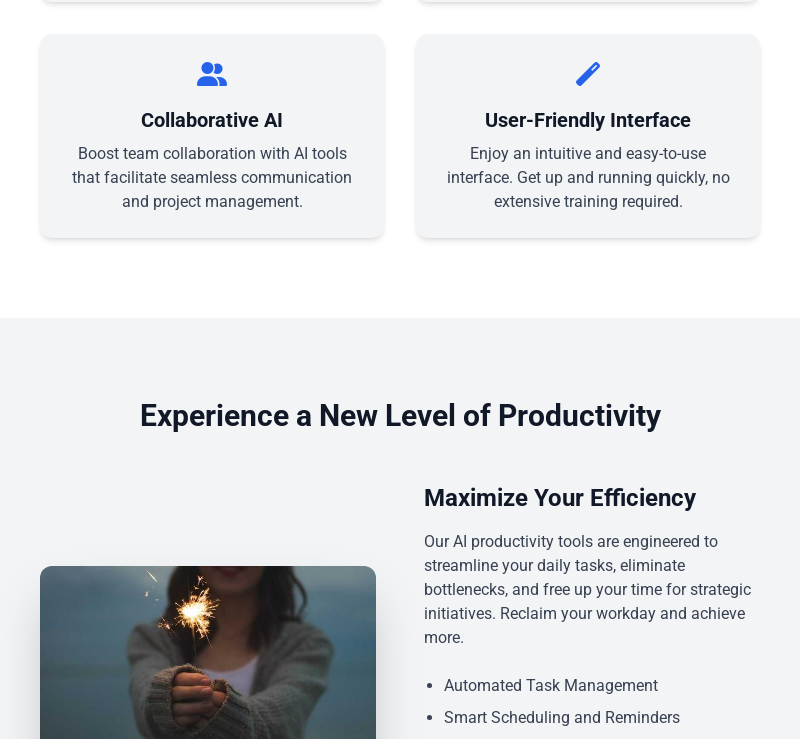 Collaborative AI
Boost team collaboration with AI tools
that facilitate seamless communication
and project management.
User-Friendly Interface
Enjoy an intuitive and easy-to-use
interface. Get up and running quickly, no
extensive training required.
Experience a New Level of Productivity
Maximize Your Efficiency
Our AI productivity tools are engineered to
streamline your daily tasks, eliminate
bottlenecks, and free up your time for strategic
initiatives. Reclaim your workday and achieve
more.
• Automated Task Management
• Smart Scheduling and Reminders